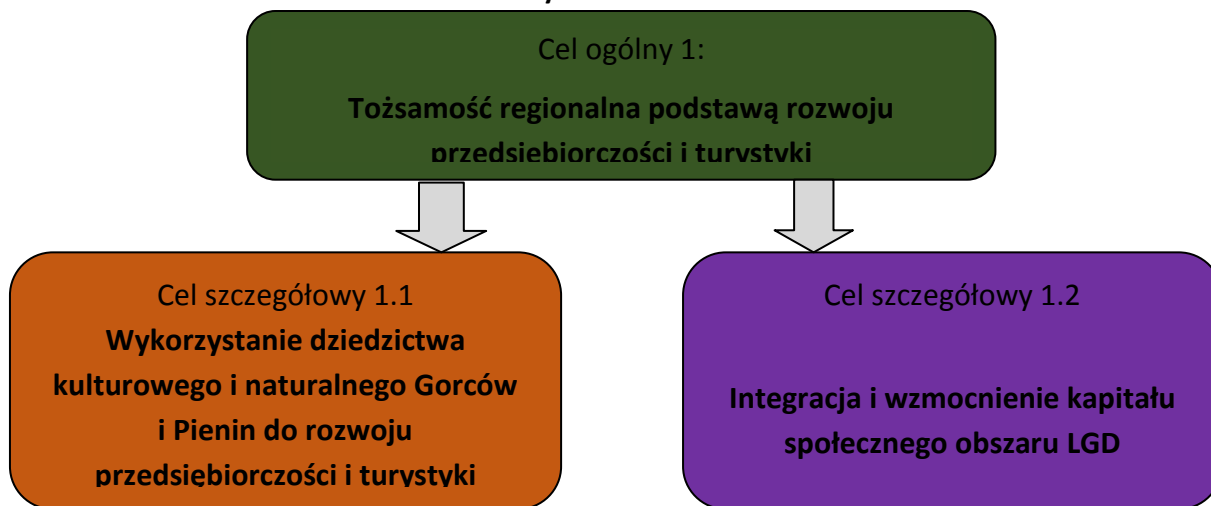 Cel ogólny 1:
Tożsamość regionalna podstawą rozwoju
przedsiębiorczości i turystyki
Cel szczegółowy 1.1
Wykorzystanie dziedzictwa
kulturowego i naturalnego Gorców
i Pienin do rozwoju
przedsiębiorczości i turystyki
Cel szczegółowy 1.2
Integracja i wzmocnienie kapitału
społecznego obszaru LGD